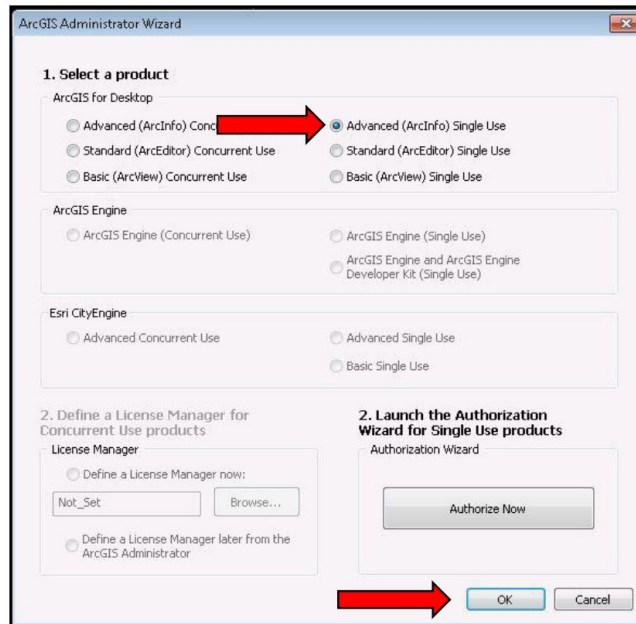 ArcGIS Administrator Wizard
1. Select a product
ArcGIS for Desktop
Advanced (ArcInfo) Conc
Advanced (ArcInfo) Single Use
Standard (ArcEditor) Concurrent Use
Standard (ArcEditor) Single Use
Basic (ArcView) Concurrent Use
Basic (ArcView) Single Use
ArcGIS Engine
ArcGIS Engine (Concurrent Use)
ArcGIS Engine (Single Use)
ArcGIS Engine and ArcGIS Engine
Developer Kit (Single Use)
Esri CityEngine
Advanced Concurrent Use
Advanced Single Use
Basic Single Use
2. Define a License Manager for
Concurrent Use products
License Manager
Define a License Manager now:
Not_Set
Browse...
Define a License Manager later from the
ArcGIS Administrator
2. Launch the Authorization
Wizard for Single Use products
Authorization Wizard
Authorize Now
OK
Cancel